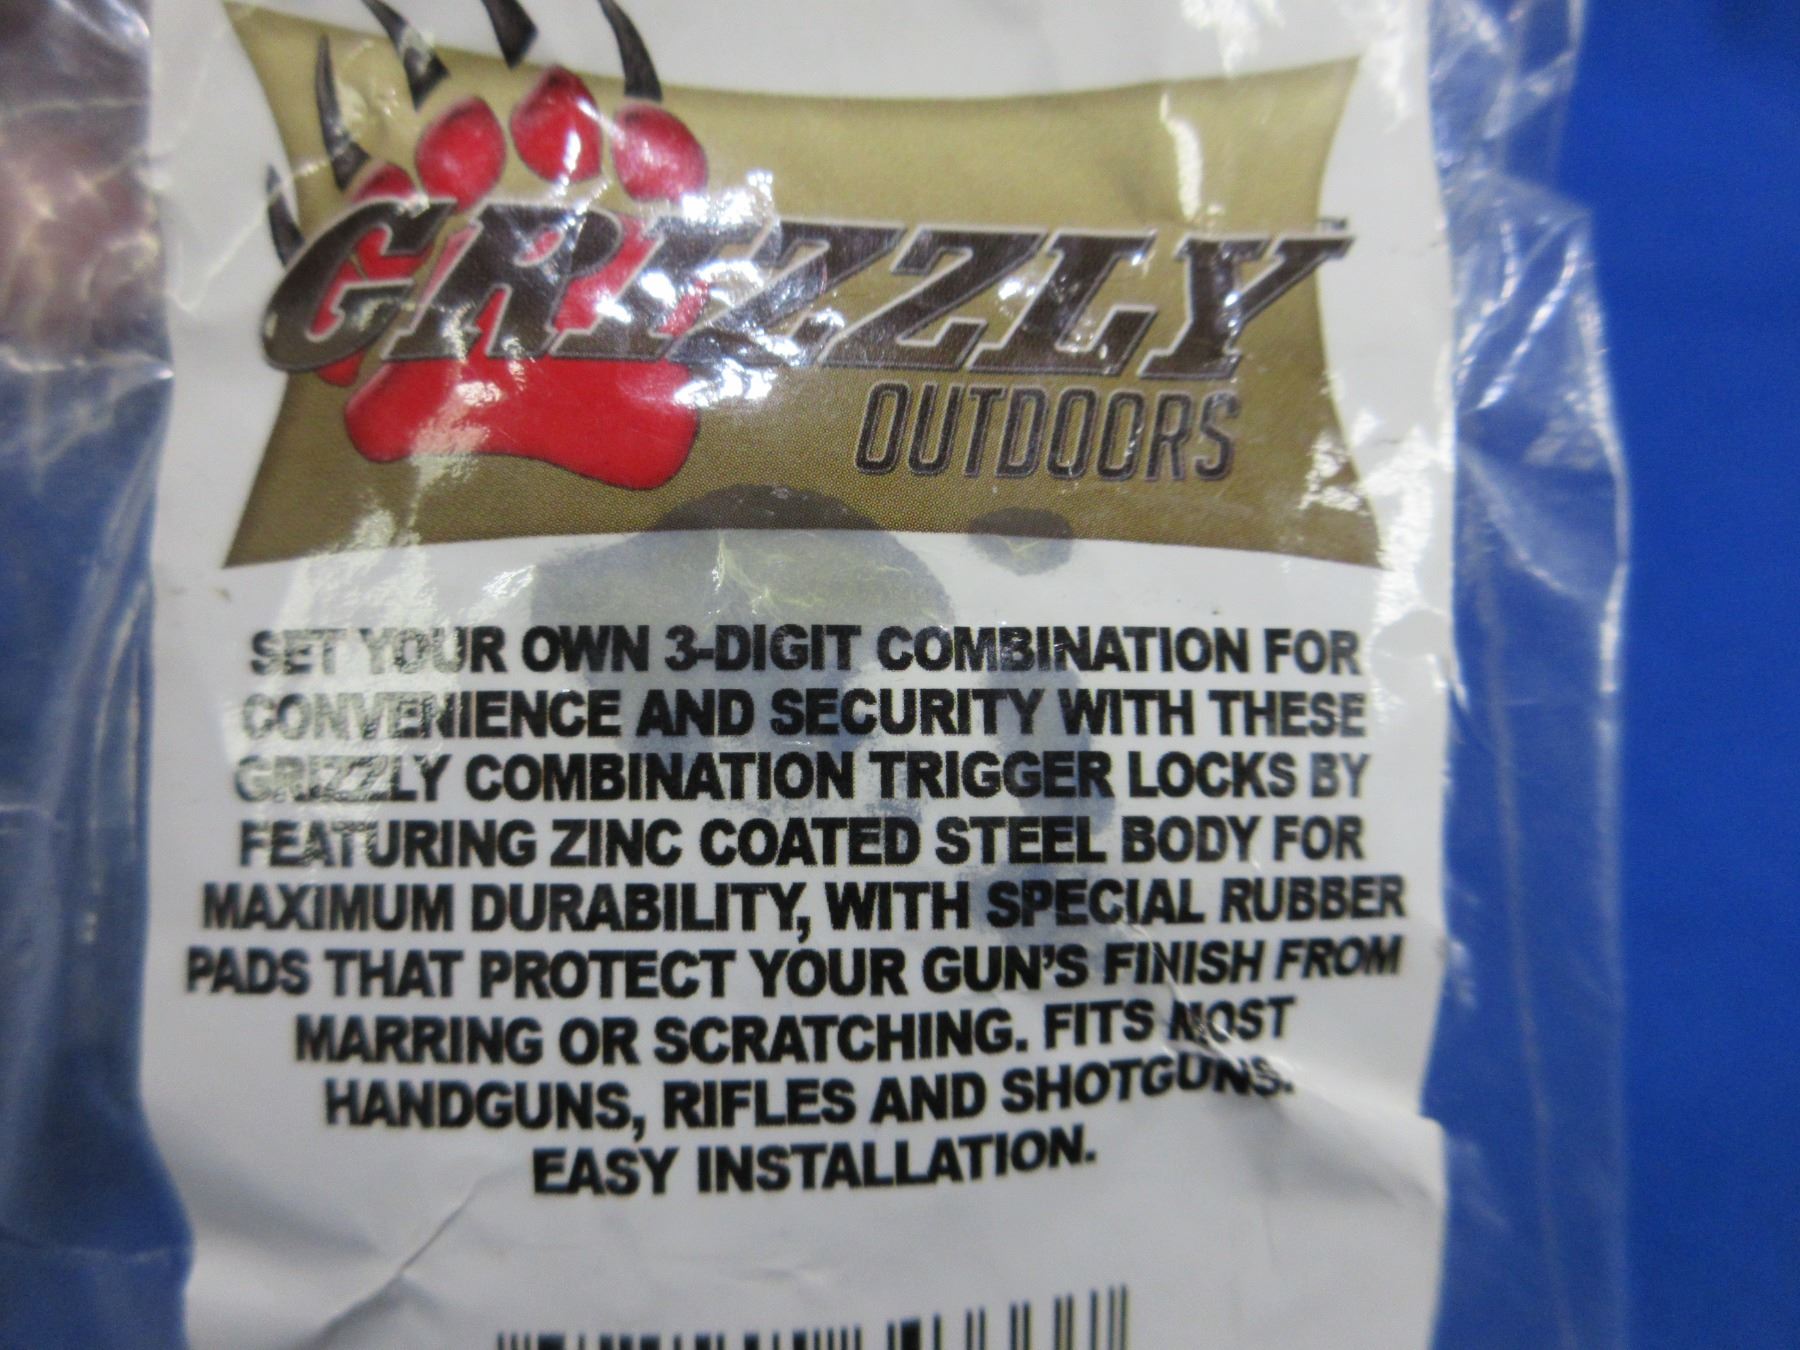 GRIZZLY™
OUTDOORS
SET YOUR OWN 3-DIGIT COMBINATION FOR
CONVENIENCE AND SECURITY WITH THESE
GRIZZLY COMBINATION TRIGGER LOCKS BY
FEATURING ZINC COATED STEEL BODY FOR
MAXIMUM DURABILITY, WITH SPECIAL RUBBER
PADS THAT PROTECT YOUR GUN'S FINISH FROM
MARRING OR SCRATCHING. FITS MOST
HANDGUNS, RIFLES AND SHOTGUNS.
EASY INSTALLATION.